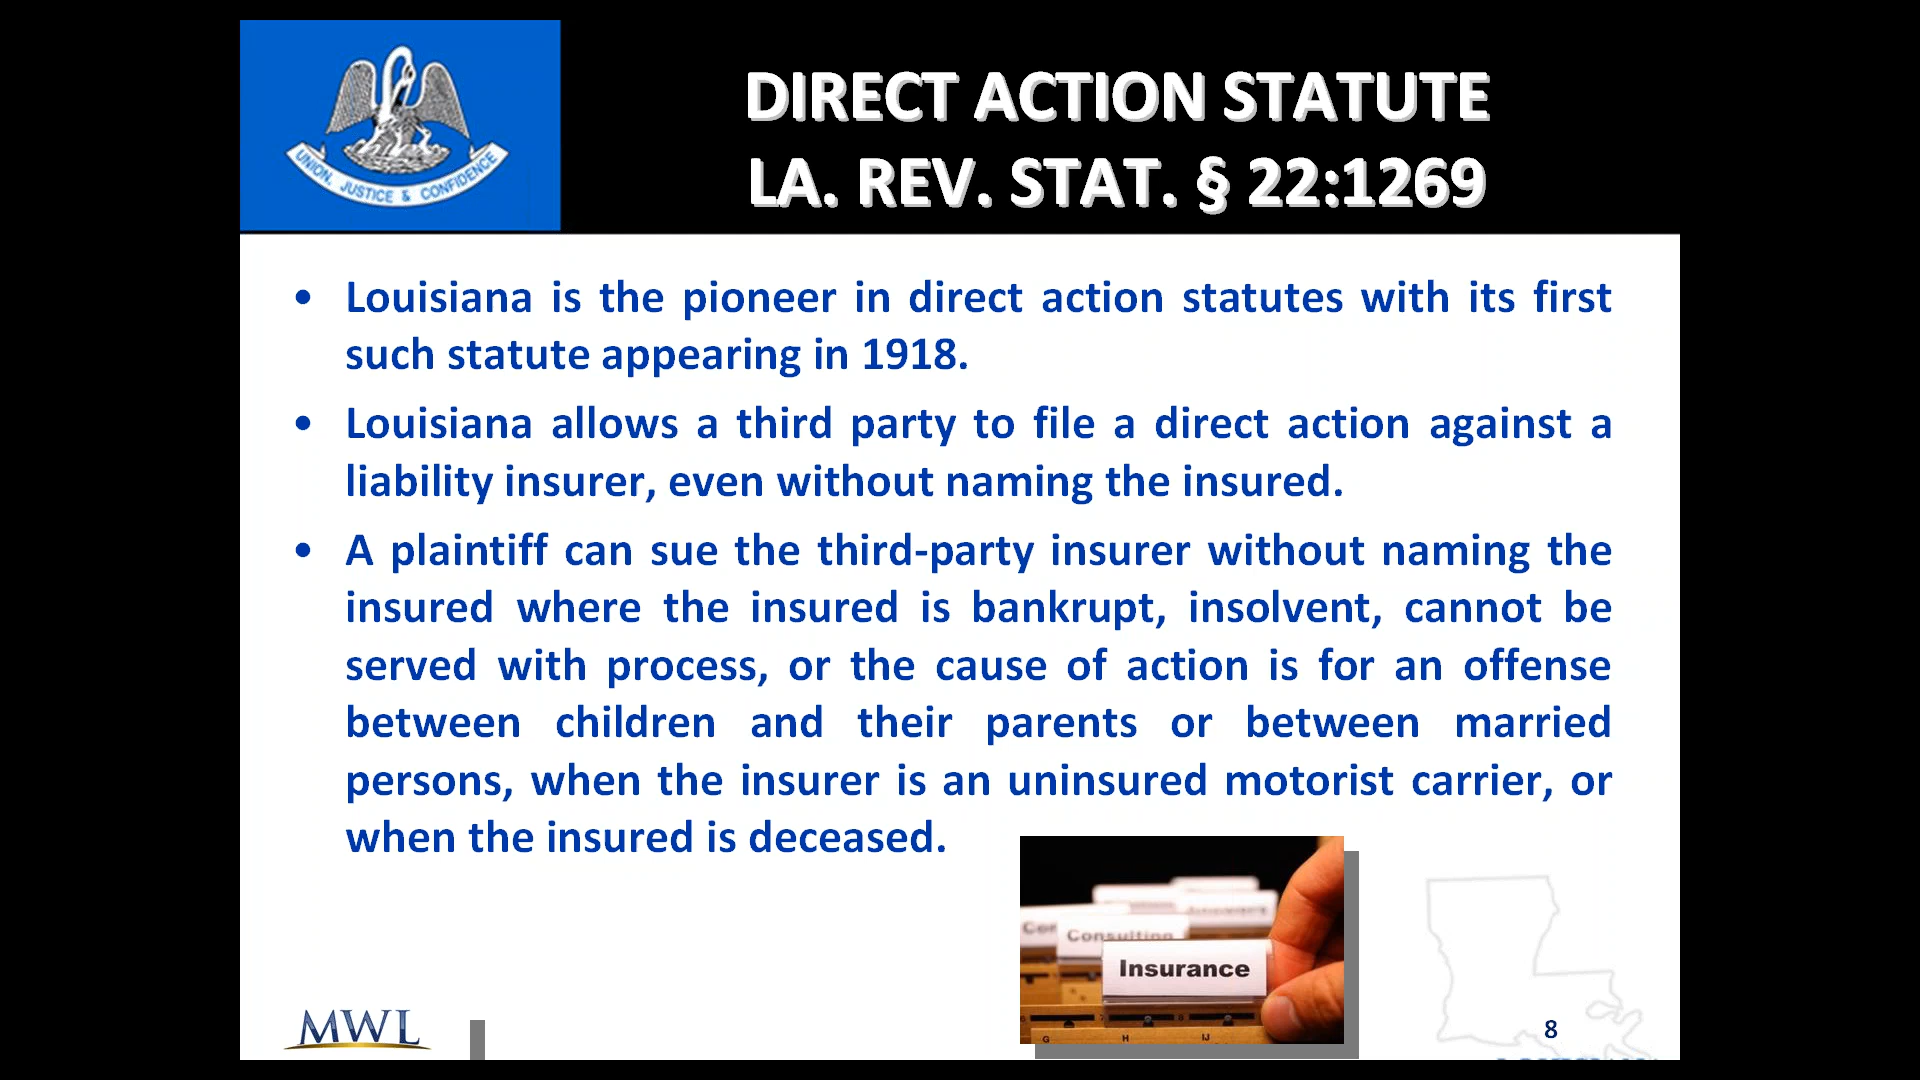 UNION, JUSTICE & CONFIDENCE
DIRECT ACTION STATUTE
LA. REV. STAT. § 22:1269
• Louisiana is the pioneer in direct action statutes with its first
such statute appearing in 1918.
• Louisiana allows a third party to file a direct action against a
liability insurer, even without naming the insured.
• A plaintiff can sue the third-party insurer without naming the
insured where the insured is bankrupt, insolvent, cannot be
served with process, or the cause of action is for an offense
between children and their parents or between married
persons, when the insurer is an uninsured motorist carrier, or
when the insured is deceased.
Consulting
Insurance
G H IJ
MWL
8